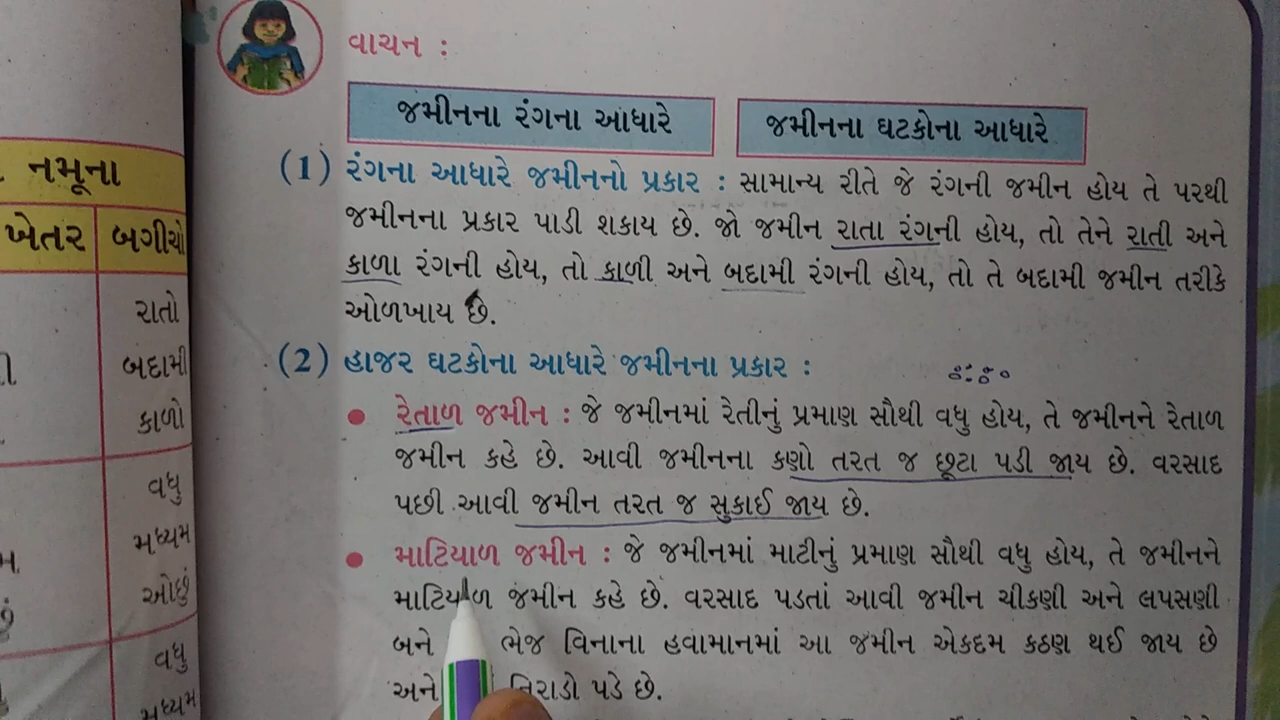 વાચન :
જમીનના રંગના આધારે
જમીનના ઘટકોના આધારે
(1) રંગના આધારે જમીનનો પ્રકાર : સામાન્ય રીતે જે રંગની જમીન હોય તે પરથી
જમીનના પ્રકાર પાડી શકાય છે. જો જમીન રાતા રંગની હોય, તો તેને રાતી અને
કાળા રંગની હોય, તો કાળી અને બદામી રંગની હોય, તો તે બદામી જમીન તરીકે
ઓળખાય છે.
(2) હાજર ઘટકોના આધારે જમીનના પ્રકાર :
• રેતાળ જમીન : જે જમીનમાં રેતીનું પ્રમાણ સૌથી વધુ હોય, તે જમીનને રેતાળ
જમીન કહે છે. આવી જમીનના કણો તરત જ છૂટા પડી જાય છે. વરસાદ
પછી આવી જમીન તરત જ સુકાઈ જાય છે.
• માટિયાળ જમીન : જે જમીનમાં માટીનું પ્રમાણ સૌથી વધુ હોય, તે જમીનને
માટિયાળ જમીન કહે છે. વરસાદ પડતાં આવી જમીન ચીકણી અને લપસણી
બને ભેજ વિનાના હવામાનમાં આ જમીન એકદમ કઠણ થઈ જાય છે
અને પડે છે.
નમૂના
ખેતર બગીચો
રાતો
બદામી
કાળો
વધુ
મધ્યમ
ઓછું
વધુ
મધ્યમ